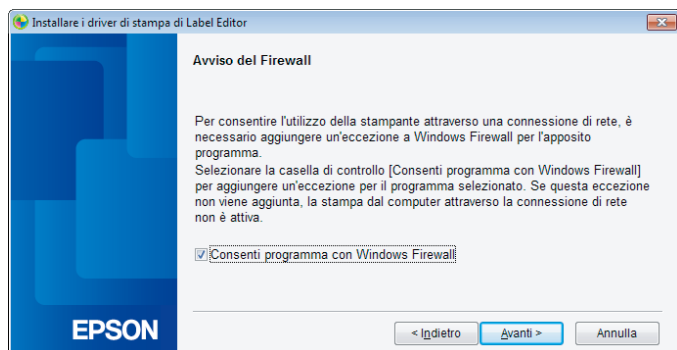 Installare i driver di stampa di Label Editor
Avviso del Firewall
Per consentire l'utilizzo della stampante attraverso una connessione di rete, è
necessario aggiungere un'eccezione a Windows Firewall per l'apposito
programma.
Selezionare la casella di controllo [Consenti programma con Windows Firewall]
per aggiungere un'eccezione per il programma selezionato. Se questa eccezione
non viene aggiunta, la stampa dal computer attraverso la connessione di rete
non è attiva.
Consenti programma con Windows Firewall
EPSON
< Indietro
Avanti >
Annulla